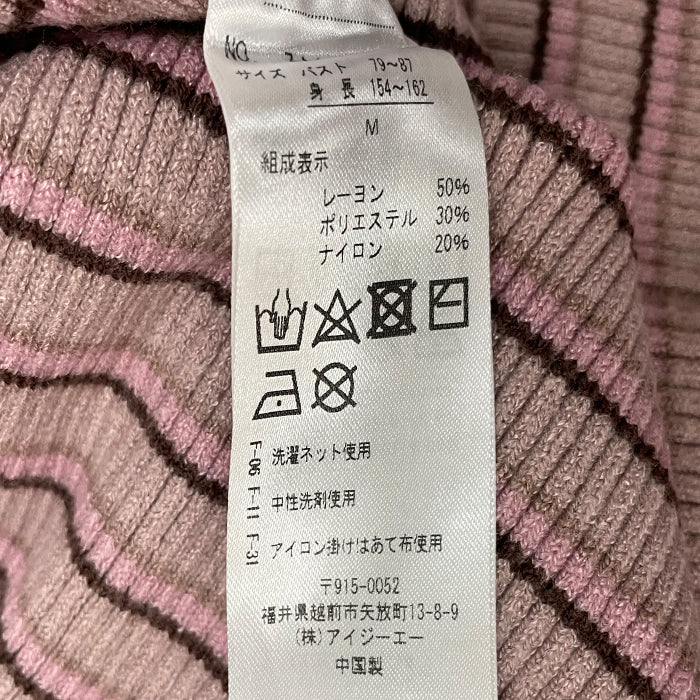 NO.
サイズ バスト 79〜87
身 長 154〜162
M
組成表示
レーヨン 50%
ポリエステル 30%
ナイロン 20%
F-06 洗濯ネット使用
F-11 中性洗剤使用
F-31 アイロン掛けはあて布使用
〒915-0052
福井県越前市矢放町13-8-9
(株)アイジーエー
中国製